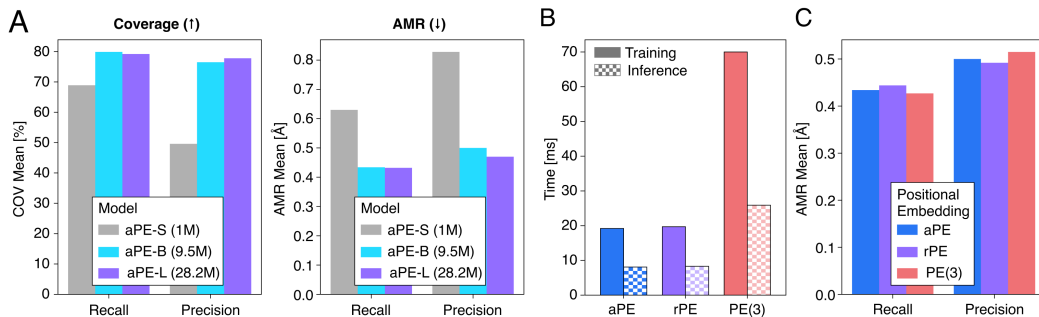 A
Coverage (↑)
COV Mean [%]
80
70
60
50
40
30
20
10
0
Model
aPE-S (1M)
aPE-B (9.5M)
aPE-L (28.2M)
Recall
Precision
AMR (↓)
AMR Mean [Å]
0.8
0.7
0.6
0.5
0.4
0.3
0.2
0.1
0.0
Model
aPE-S (1M)
aPE-B (9.5M)
aPE-L (28.2M)
Recall
Precision
B
Time [ms]
70
60
50
40
30
20
10
0
Training
Inference
aPE
rPE
PE(3)
C
AMR Mean [Å]
0.5
0.4
0.3
0.2
0.1
0.0
Positional
Embedding
aPE
rPE
PE(3)
Recall
Precision